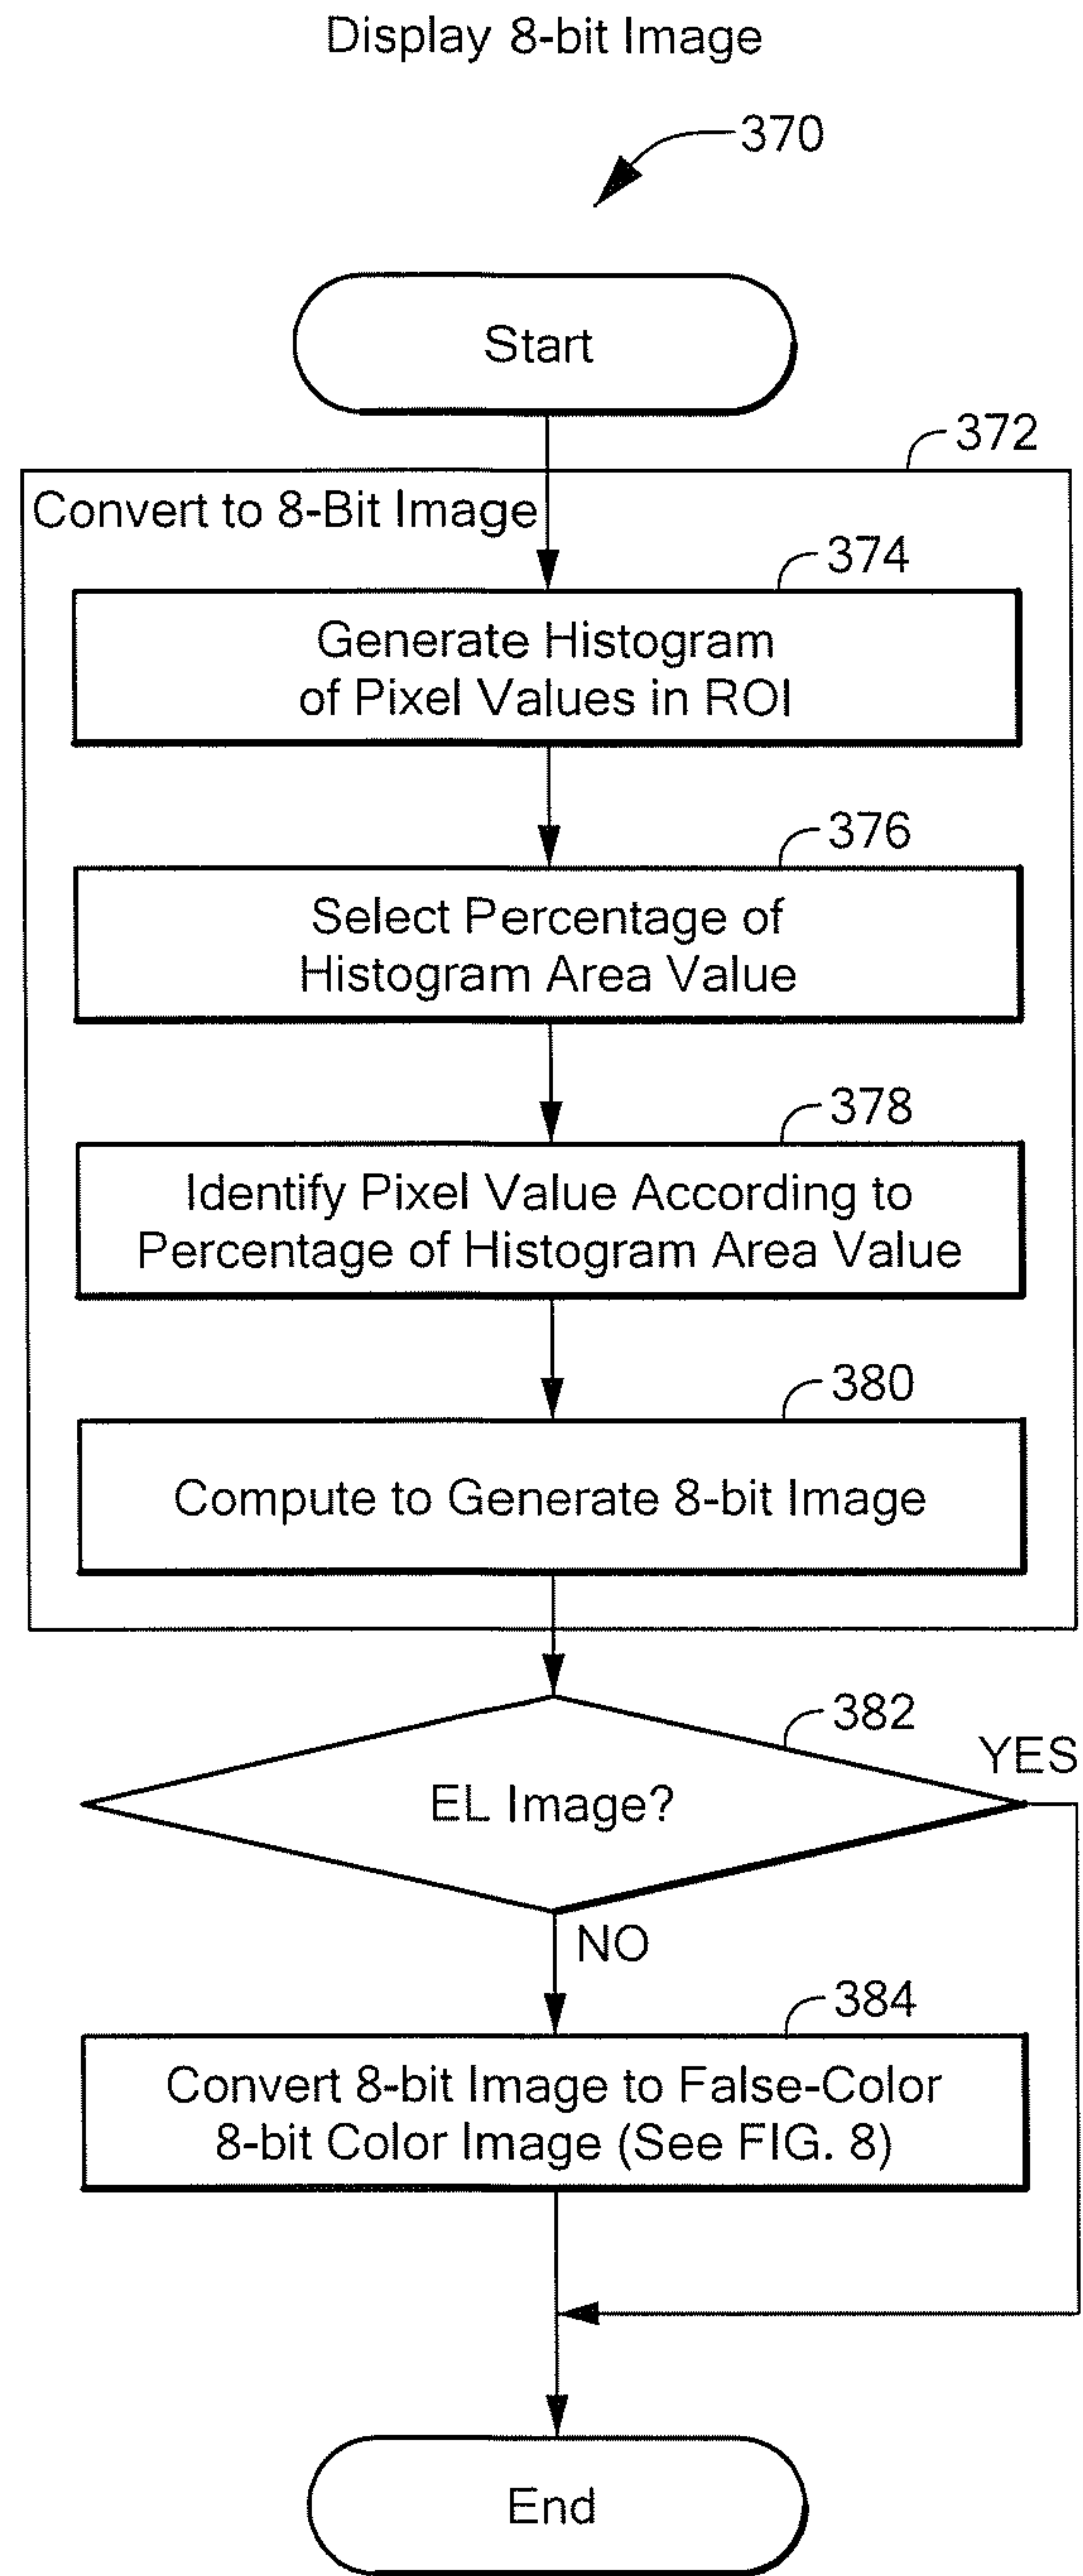 Display 8-bit Image
370
Start
372
Convert to 8-Bit Image
374
Generate Histogram
of Pixel Values in ROI
376
Select Percentage of
Histogram Area Value
378
Identify Pixel Value According to
Percentage of Histogram Area Value
380
Compute to Generate 8-bit Image
382
YES
EL Image?
NO
384
Convert 8-bit Image to False-Color
8-bit Color Image (See FIG. 8)
End